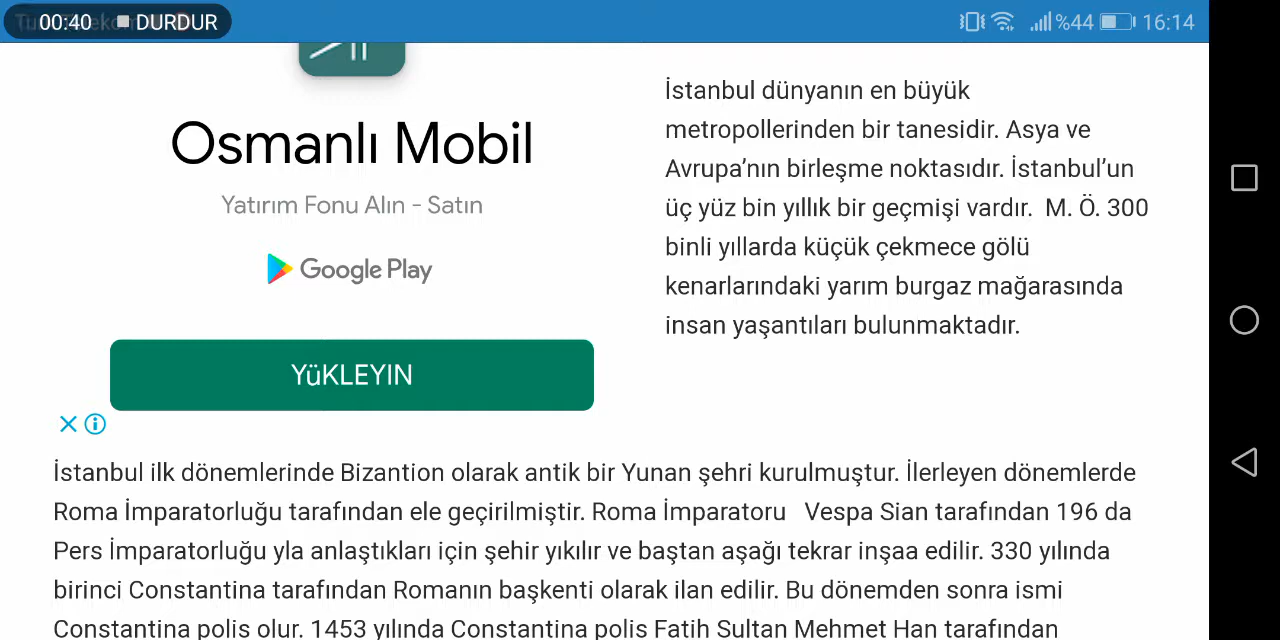 00:40 DURDUR
%44 16:14
Osmanlı Mobil
Yatırım Fonu Alın - Satın
Google Play
YüKLEYIN
İstanbul dünyanın en büyük
metropollerinden bir tanesidir. Asya ve
Avrupa’nın birleşme noktasıdır. İstanbul’un
üç yüz bin yıllık bir geçmişi vardır.  M. Ö. 300
binli yıllarda küçük çekmece gölü
kenarlarındaki yarım burgaz mağarasında
insan yaşantıları bulunmaktadır.
İstanbul ilk dönemlerinde Bizantion olarak antik bir Yunan şehri kurulmuştur. İlerleyen dönemlerde
Roma İmparatorluğu tarafından ele geçirilmiştir. Roma İmparatoru   Vespa Sian tarafından 196 da
Pers İmparatorluğu yla anlaştıkları için şehir yıkılır ve baştan aşağı tekrar inşaa edilir. 330 yılında
birinci Constantina tarafından Romanın başkenti olarak ilan edilir. Bu dönemden sonra ismi
Constantina polis olur. 1453 yılında Constantina polis Fatih Sultan Mehmet Han tarafından